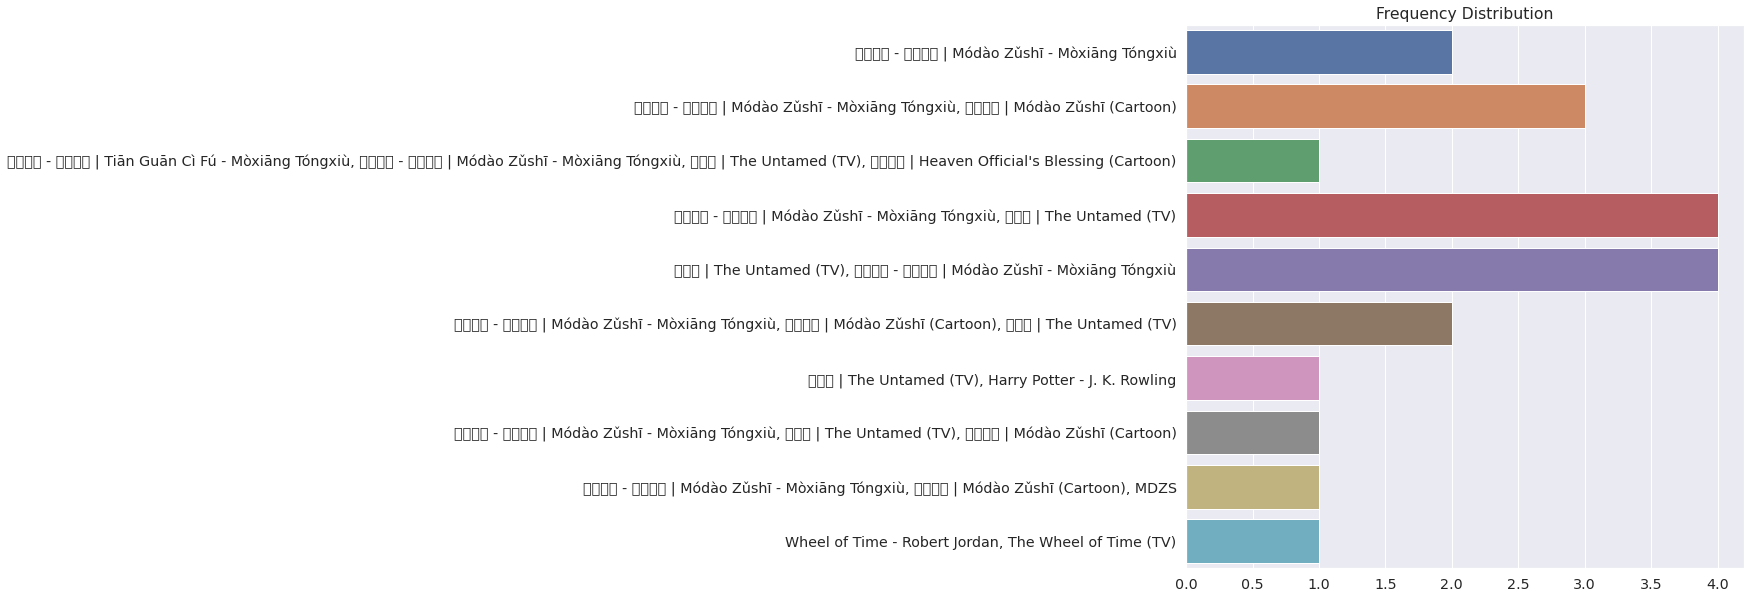 Frequency Distribution
- | Módào Zǔshī - Mòxiāng Tóngxiù
- | Módào Zǔshī - Mòxiāng Tóngxiù, | Módào Zǔshī (Cartoon)
- | Tiān Guān Cì Fú - Mòxiāng Tóngxiù, - | Módào Zǔshī - Mòxiāng Tóngxiù, | The Untamed (TV), | Heaven Official's Blessing (Cartoon)
- | Módào Zǔshī - Mòxiāng Tóngxiù, | The Untamed (TV)
| The Untamed (TV), - | Módào Zǔshī - Mòxiāng Tóngxiù
- | Módào Zǔshī - Mòxiāng Tóngxiù, | Módào Zǔshī (Cartoon), | The Untamed (TV)
| The Untamed (TV), Harry Potter - J. K. Rowling
- | Módào Zǔshī - Mòxiāng Tóngxiù, | The Untamed (TV), | Módào Zǔshī (Cartoon)
- | Módào Zǔshī - Mòxiāng Tóngxiù, | Módào Zǔshī (Cartoon), MDZS
Wheel of Time - Robert Jordan, The Wheel of Time (TV)
0.0 0.5 1.0 1.5 2.0 2.5 3.0 3.5 4.0